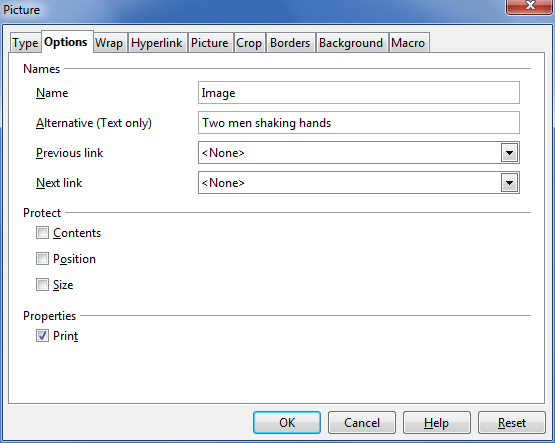 Picture
Type Options Wrap Hyperlink Picture Crop Borders Background Macro
Names
Name Image
Alternative (Text only) Two men shaking hands
Previous link <None>
Next link <None>
Protect
Contents
Position
Size
Properties
Print
OK Cancel Help Reset